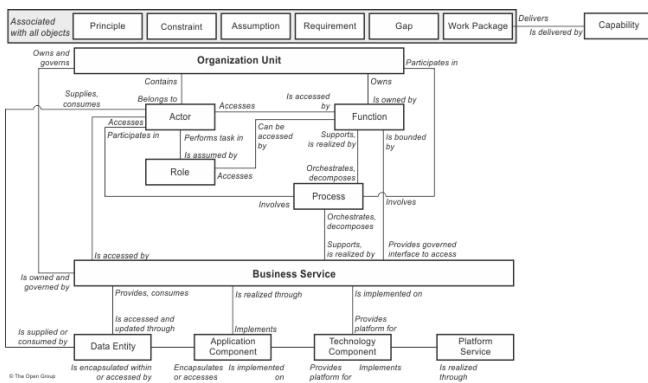 Associated
with all objects
Principle
Constraint
Assumption
Requirement
Gap
Work Package
Delivers
Is delivered by
Capability
Owns and
governs
Organization Unit
Participates in
Contains
Owns
Supplies,
consumes
Belongs to
Accesses
Is accessed
by
Is owned by
Actor
Function
Accesses
Participates in
Performs task in
Can be
accessed
by
Supports,
is realized by
Is bounded
by
Is assumed by
Role
Accesses
Orchestrates,
decomposes
Process
Involves
Involves
Orchestrates,
decomposes
Supports,
is realized by
Provides governed
interface to access
Is accessed by
Business Service
Is owned and
governed by
Provides, consumes
Is realized through
Is implemented on
Is accessed and
updated through
Implements
Provides
platform for
Is supplied or
consumed by
Data Entity
Application
Component
Technology
Component
Platform
Service
Is encapsulated within
or accessed by
Encapsulates
or accesses
Is implemented
on
Provides
platform for
Implements
Is realized
through
© The Open Group